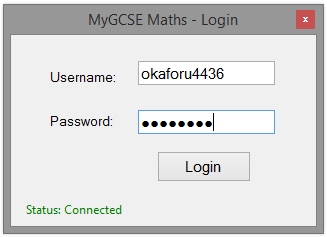 MyGCSE Maths - Login
x
Username: okaforu4436
Password: ●●●●●●●●
Login
Status: Connected